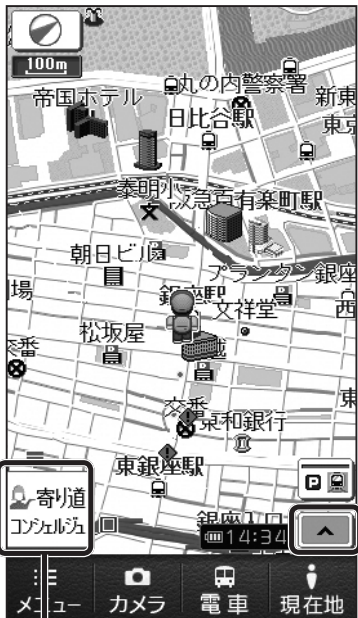 100m
丸の内警察署
帝国ホテル
新東
日比谷駅
東京
泰明小
阪急百有楽町駅
朝日ビル
プランタン銀座
場
銀座駅
文祥堂
西
松坂屋
越
交番
東
交番
東和銀行
東銀座駅
P
寄り道
コンシェルジュ
銀座入口
14:34
メニュー
カメラ
電車
現在地